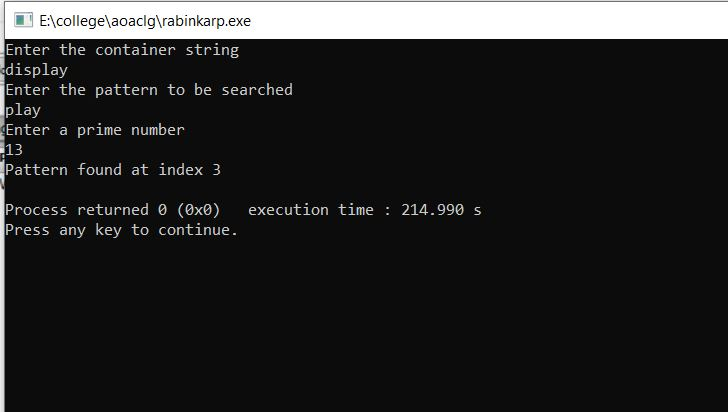 E:\college\aoaclg\rabinkarp.exe
Enter the container string
display
Enter the pattern to be searched
play
Enter a prime number
13
Pattern found at index 3
Process returned 0 (0x0)   execution time : 214.990 s
Press any key to continue.